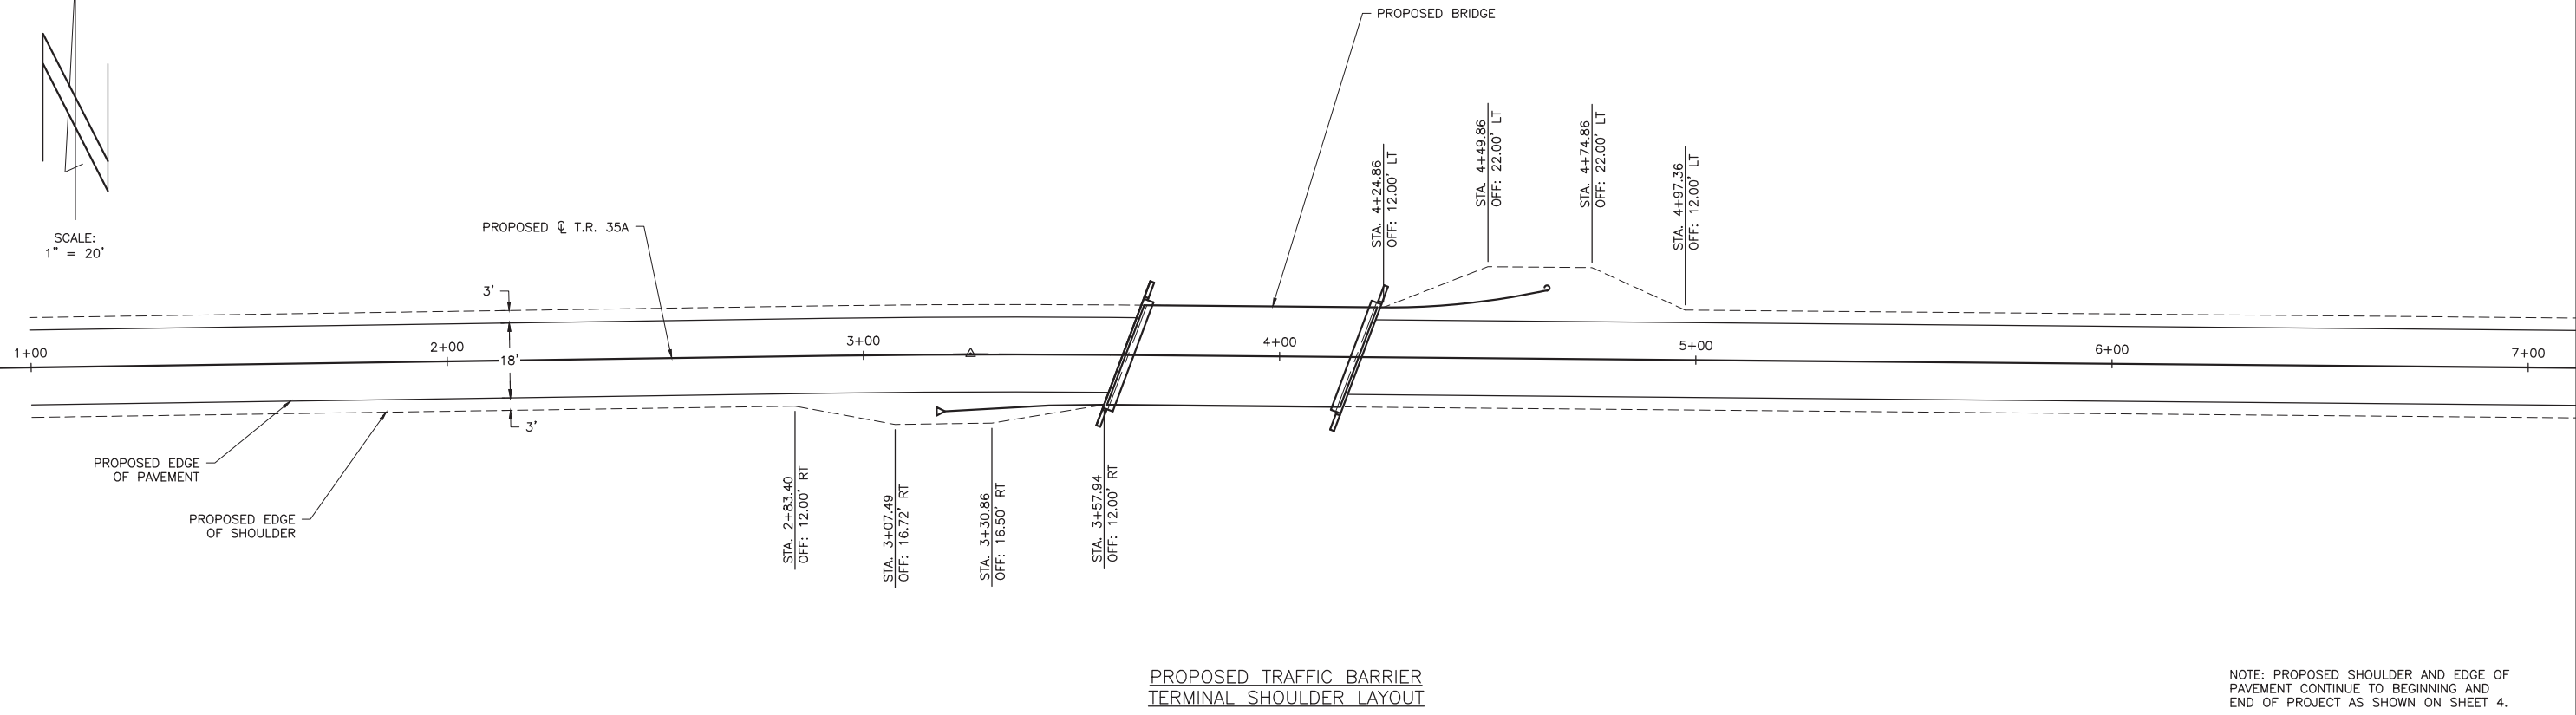 PROPOSED BRIDGE
SCALE:
1" = 20'
PROPOSED ℄ T.R. 35A
STA. 4+24.86
OFF: 12.00' LT
STA. 4+49.86
OFF: 22.00' LT
STA. 4+74.86
OFF: 22.00' LT
STA. 4+97.36
OFF: 12.00' LT
3'
18'
3'
1+00
2+00
3+00
4+00
5+00
6+00
7+00
PROPOSED EDGE
OF PAVEMENT
PROPOSED EDGE
OF SHOULDER
STA. 2+83.40
OFF: 12.00' RT
STA. 3+07.49
OFF: 16.72' RT
STA. 3+30.86
OFF: 16.50' RT
STA. 3+57.94
OFF: 12.00' RT
PROPOSED TRAFFIC BARRIER
TERMINAL SHOULDER LAYOUT
NOTE: PROPOSED SHOULDER AND EDGE OF
PAVEMENT CONTINUE TO BEGINNING AND
END OF PROJECT AS SHOWN ON SHEET 4.